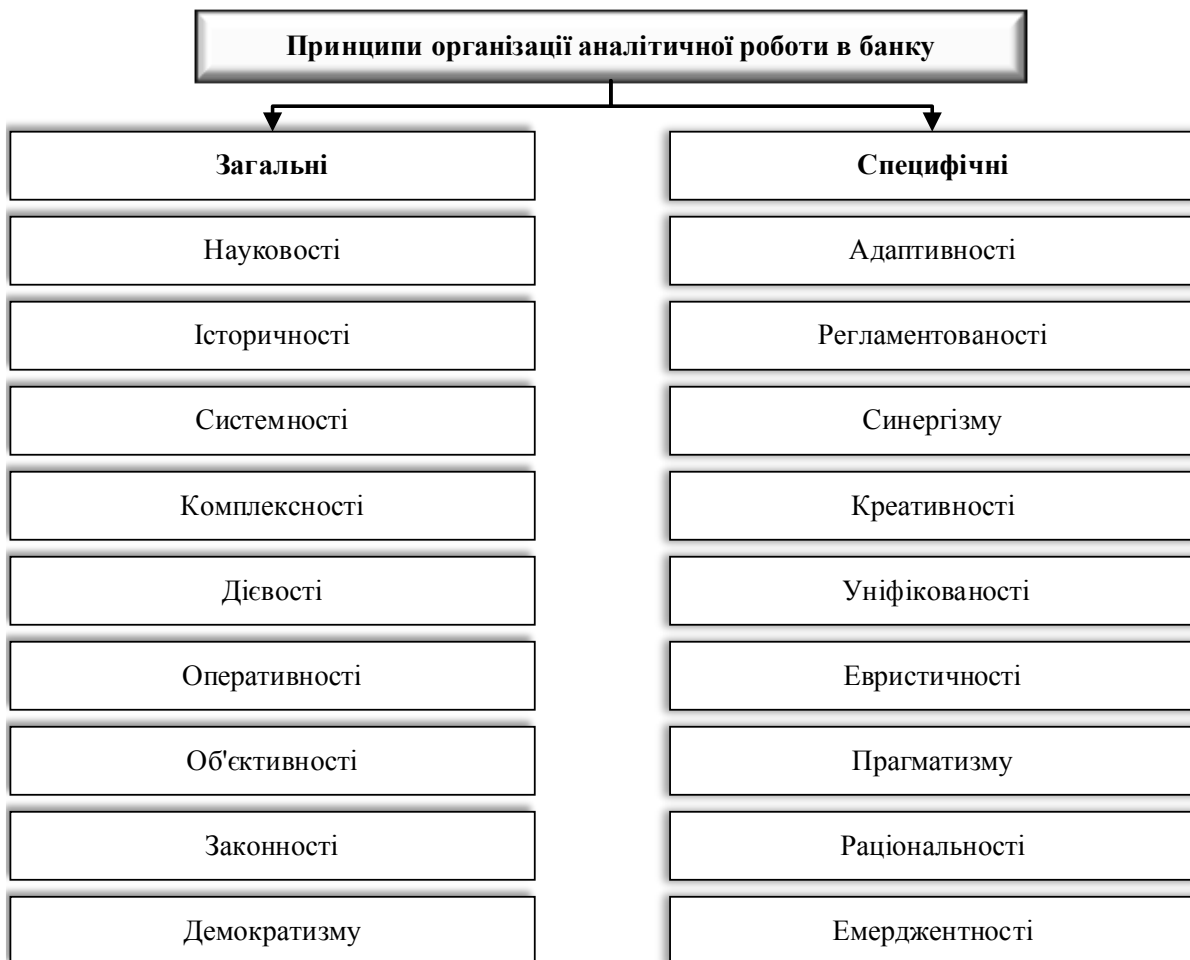 Принципи організації аналітичної роботи в банку
Загальні
Науковості
Історичності
Системності
Комплексності
Дієвості
Оперативності
Об'єктивності
Законності
Демократизму
Специфічні
Адаптивності
Регламентованості
Синергізму
Креативності
Уніфікованості
Евристичності
Прагматизму
Раціональності
Емерджентності